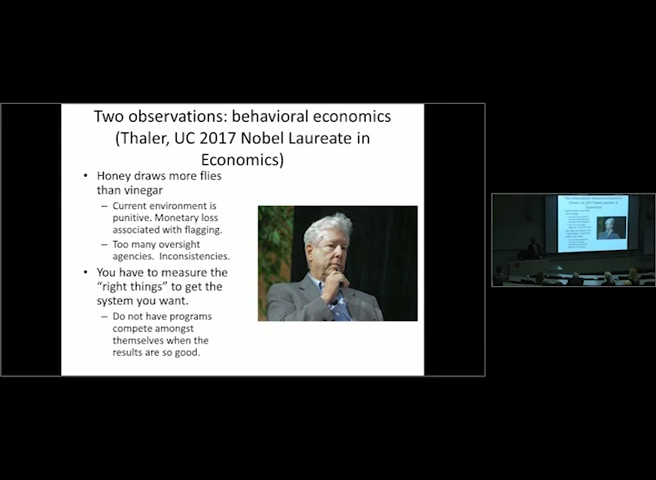 Two observations: behavioral economics
(Thaler, UC 2017 Nobel Laureate in
Economics)
• Honey draws more flies
than vinegar
– Current environment is
punitive. Monetary loss
associated with flagging.
– Too many oversight
agencies. Inconsistencies.
• You have to measure the
“right things” to get the
system you want.
– Do not have programs
compete amongst
themselves when the
results are so good.